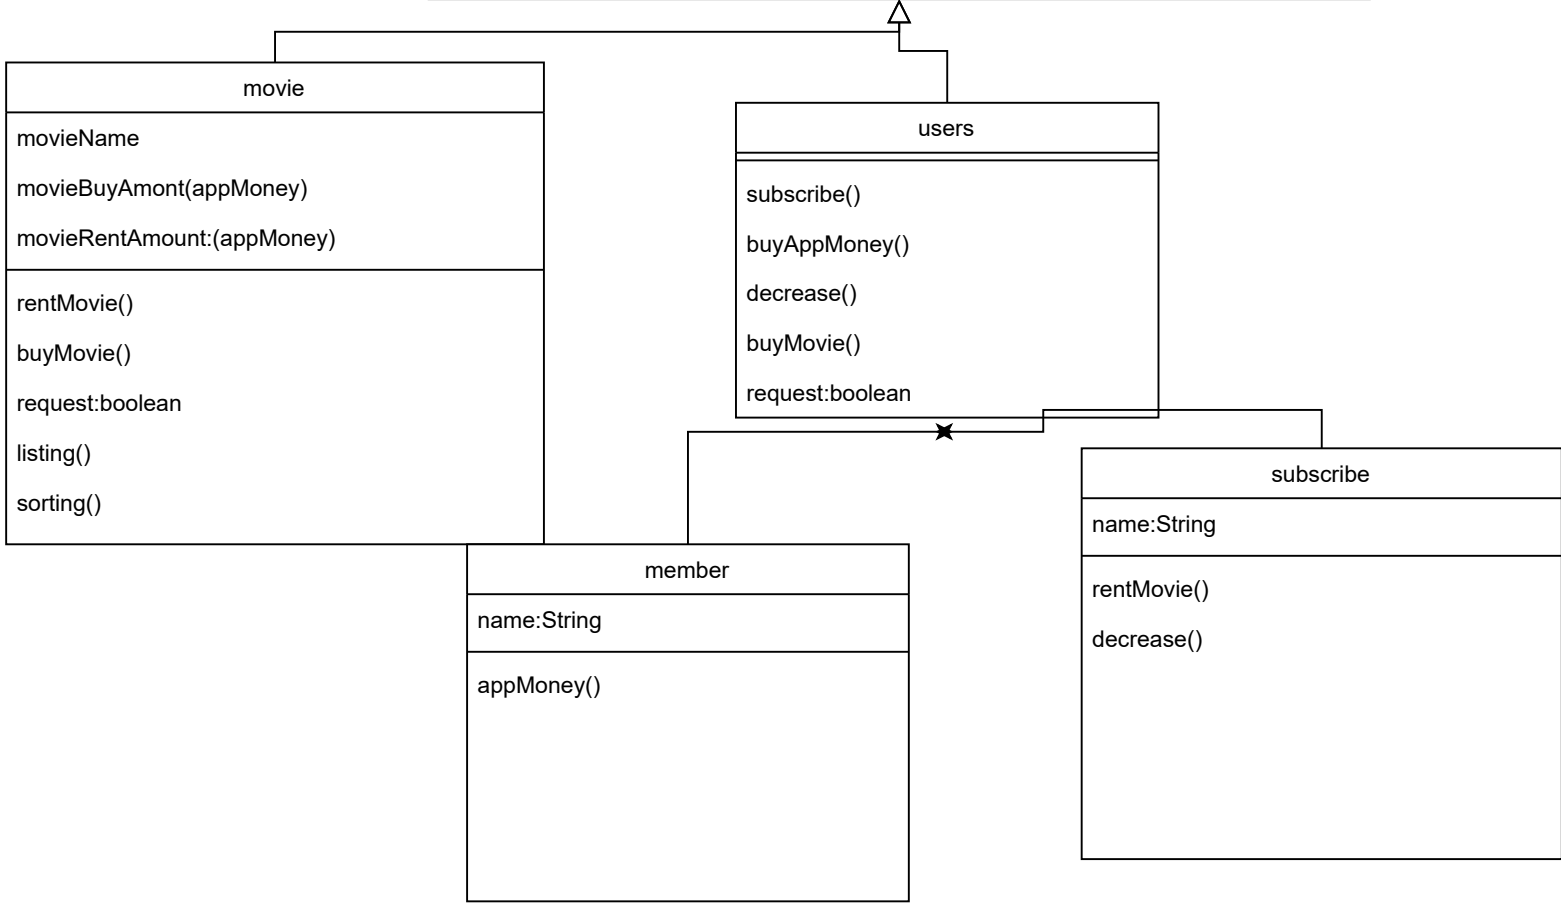 movie
movieName
movieBuyAmont(appMoney)
movieRentAmount:(appMoney)
rentMovie()
buyMovie()
request:boolean
listing()
sorting()
users
subscribe()
buyAppMoney()
decrease()
buyMovie()
request:boolean
member
name:String
appMoney()
subscribe
name:String
rentMovie()
decrease()